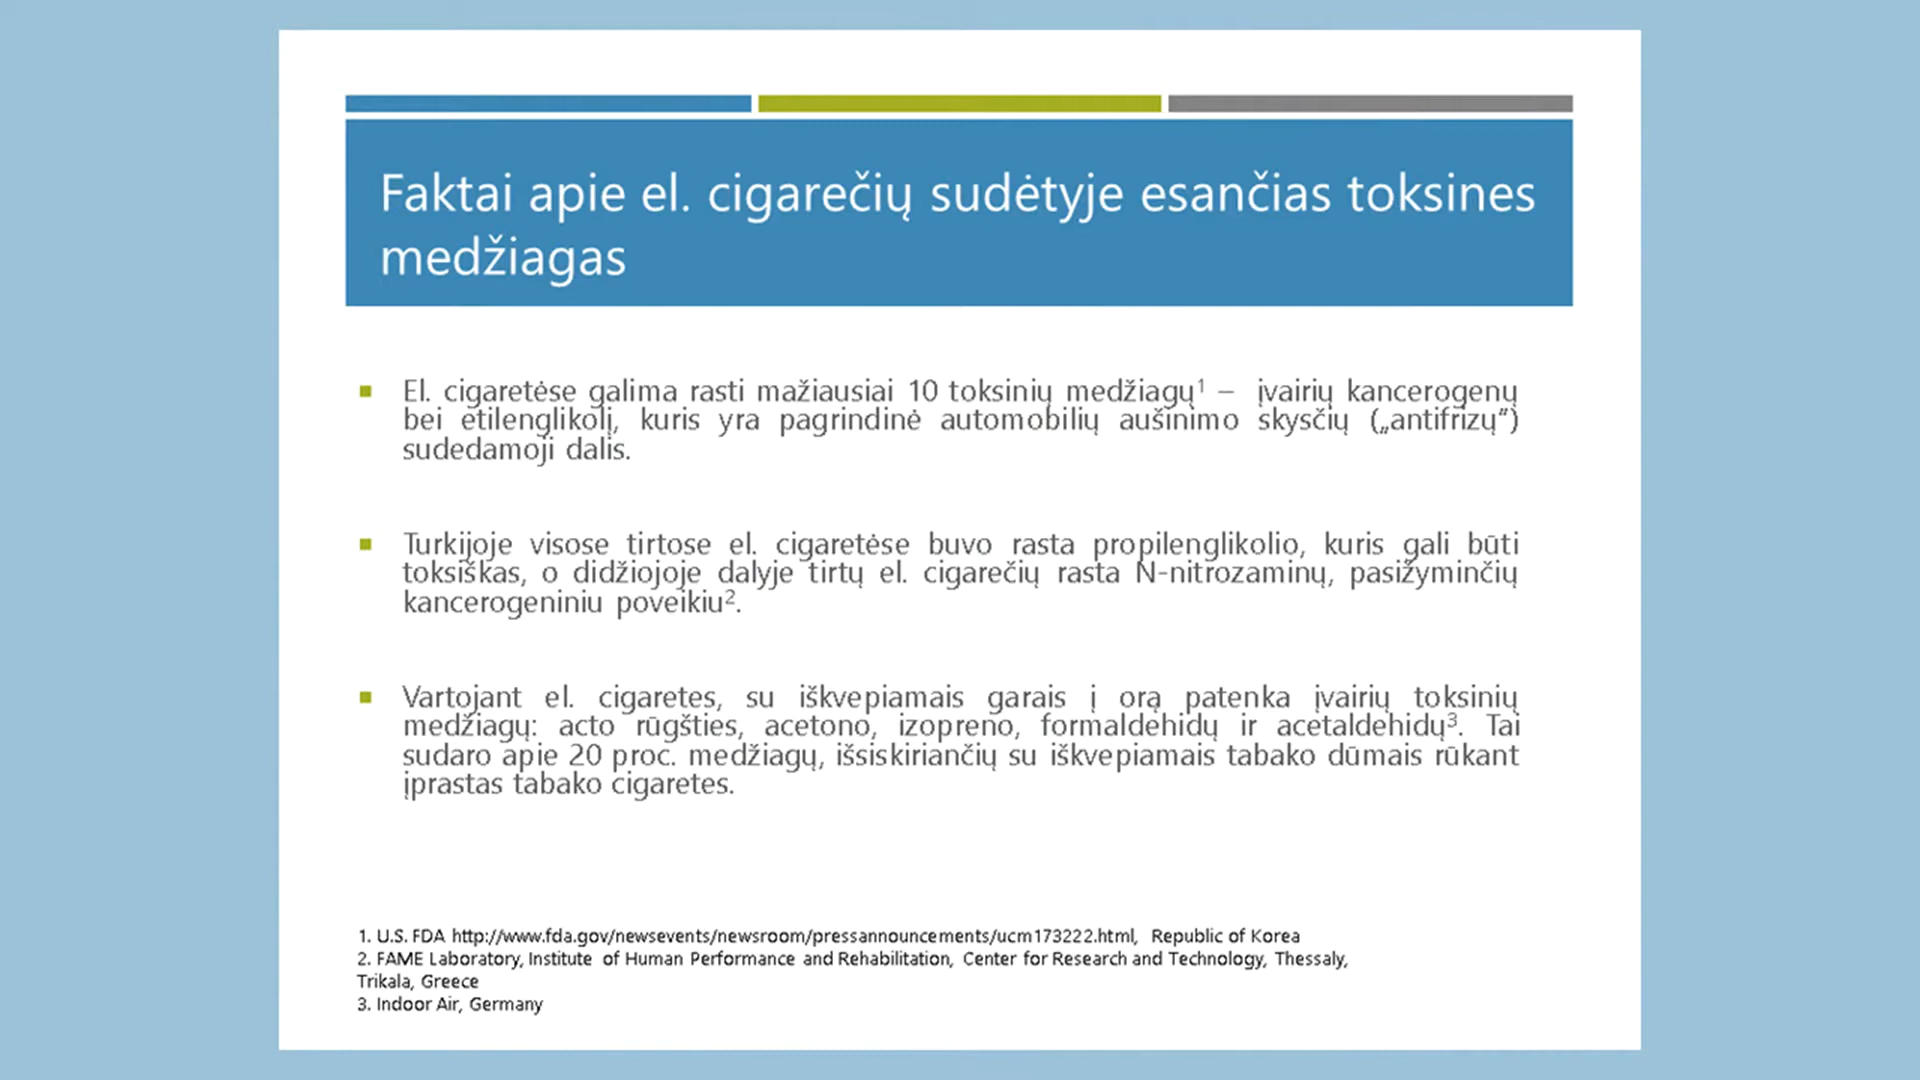 Faktai apie el. cigarečių sudėtyje esančias toksines
medžiagas
El. cigaretėse galima rasti mažiausiai 10 toksinių medžiagų¹ – įvairių kancerogenų
bei etilenglikolį, kuris yra pagrindinė automobilių aušinimo skysčių („antifrizų“)
sudedamoji dalis.
Turkijoje visose tirtose el. cigaretėse buvo rasta propilenglikolio, kuris gali būti
toksiškas, o didžiojoje dalyje tirtų el. cigarečių rasta N-nitrozaminų, pasižyminčių
kancerogeniniu poveikiu².
Vartojant el. cigaretes, su iškvepiamais garais į orą patenka įvairių toksinių
medžiagų: acto rūgšties, acetono, izopreno, formaldehidų ir acetaldehidų³. Tai
sudaro apie 20 proc. medžiagų, išsiskiriančių su iškvepiamais tabako dūmais rūkant
įprastas tabako cigaretes.
1. U.S. FDA http://www.fda.gov/newsevents/newsroom/pressannouncements/ucm173222.html, Republic of Korea
2. FAME Laboratory, Institute of Human Performance and Rehabilitation, Center for Research and Technology, Thessaly,
Trikala, Greece
3. Indoor Air, Germany